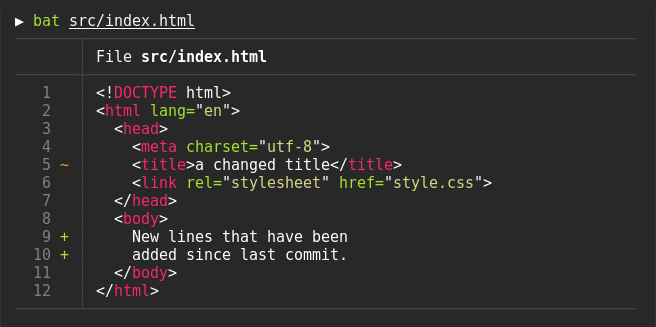 ▶ bat src/index.html
File src/index.html
1 <!DOCTYPE html>
2 <html lang="en">
3   <head>
4     <meta charset="utf-8">
5 ~   <title>a changed title</title>
6     <link rel="stylesheet" href="style.css">
7   </head>
8   <body>
9 +   New lines that have been
10 +   added since last commit.
11   </body>
12 </html>